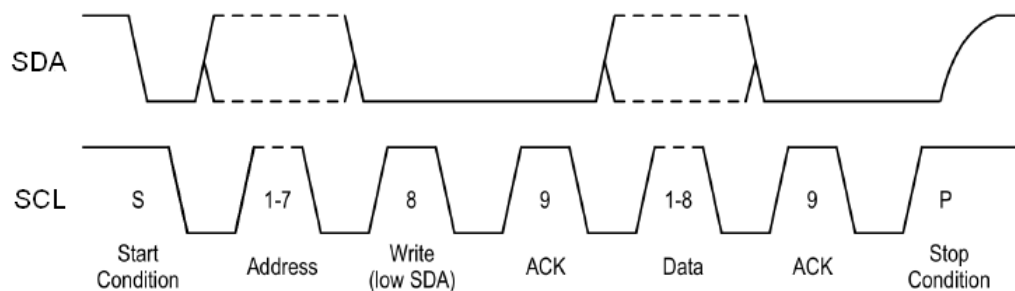 SDA
SCL
S
1-7
8
9
1-8
9
P
Start
Condition
Address
Write
(low SDA)
ACK
Data
ACK
Stop
Condition